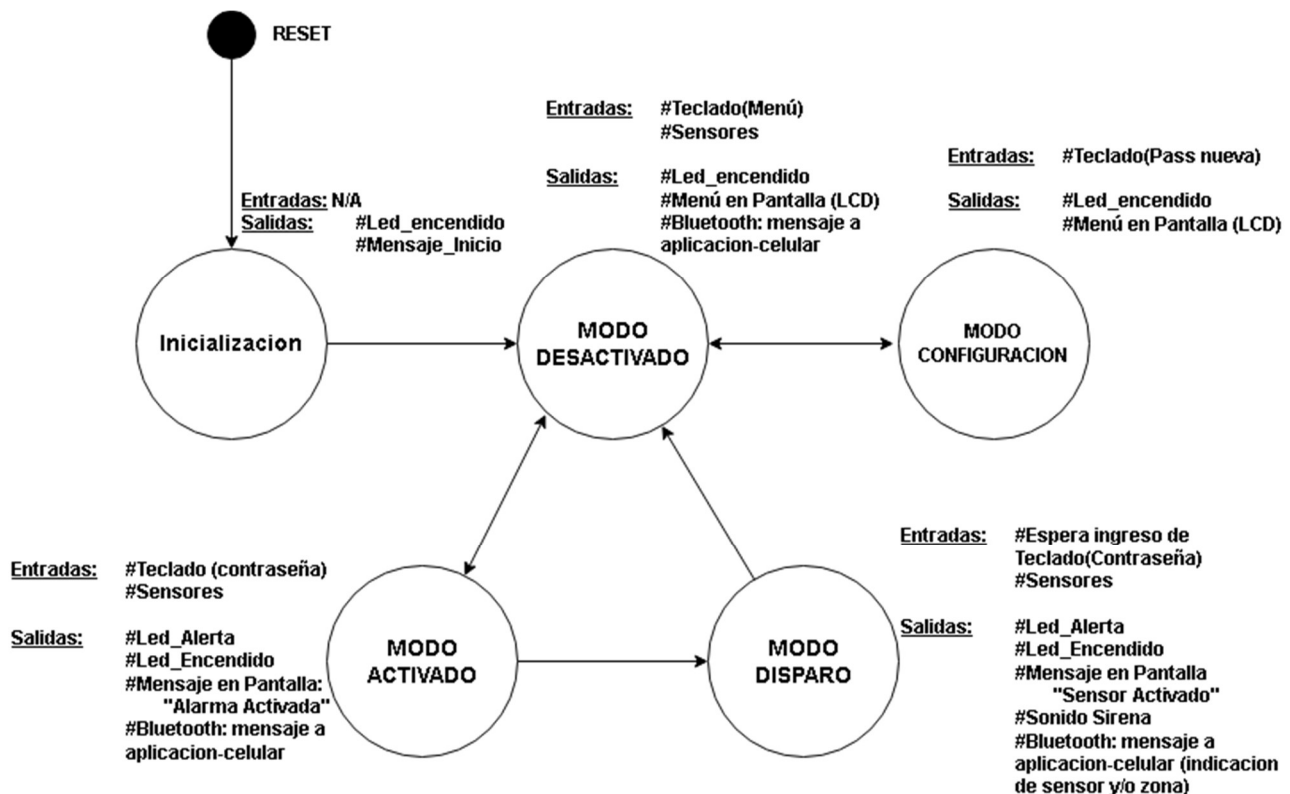 RESET
Entradas: #Teclado(Menú)
#Sensores
Salidas: #Led_encendido
#Menú en Pantalla (LCD)
#Bluetooth: mensaje a
aplicacion-celular
Entradas: #Teclado(Pass nueva)
Salidas: #Led_encendido
#Menú en Pantalla (LCD)
Entradas: N/A
Salidas: #Led_encendido
#Mensaje_Inicio
Inicializacion
MODO
DESACTIVADO
MODO
CONFIGURACION
Entradas: #Teclado (contraseña)
#Sensores
Salidas: #Led_Alerta
#Led_Encendido
#Mensaje en Pantalla:
"Alarma Activada"
#Bluetooth: mensaje a
aplicacion-celular
MODO
ACTIVADO
MODO
DISPARO
Entradas: #Espera ingreso de
Teclado(Contraseña)
#Sensores
Salidas: #Led_Alerta
#Led_Encendido
#Mensaje en Pantalla
"Sensor Activado"
#Sonido Sirena
#Bluetooth: mensaje a
aplicacion-celular (indicacion
de sensor y/o zona)